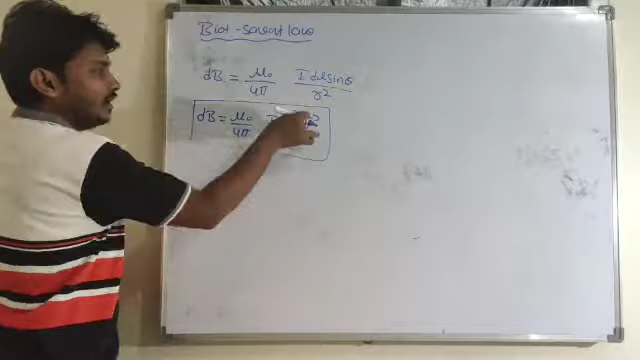 Biot-savart law
dB = μ₀/4π I dl sinθ/r²
dB = μ₀/4π I